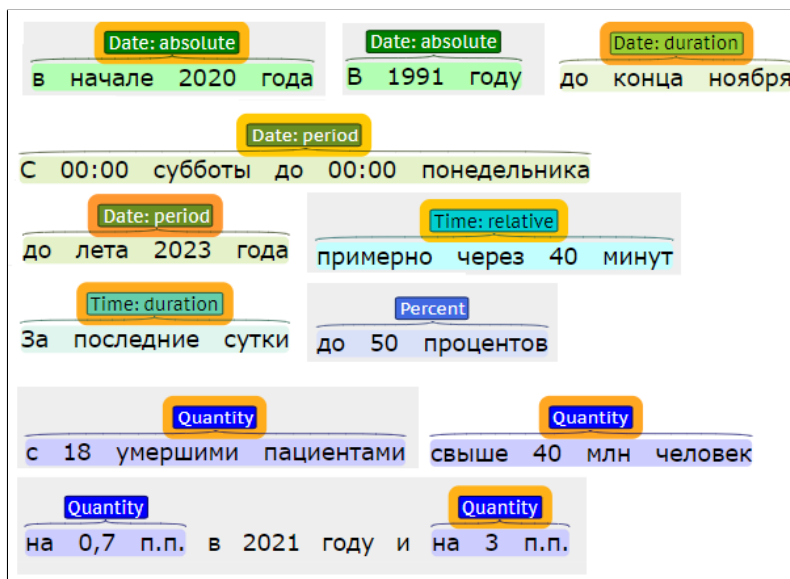 Date: absolute Date: absolute Date: duration
в начале 2020 года В 1991 году до конца ноября
Date: period
С 00:00 субботы до 00:00 понедельника
Date: period Time: relative
до лета 2023 года примерно через 40 минут
Time: duration Percent
За последние сутки до 50 процентов
Quantity Quantity
с 18 умершими пациентами свыше 40 млн человек
Quantity Quantity
на 0,7 п.п. в 2021 году и на 3 п.п.